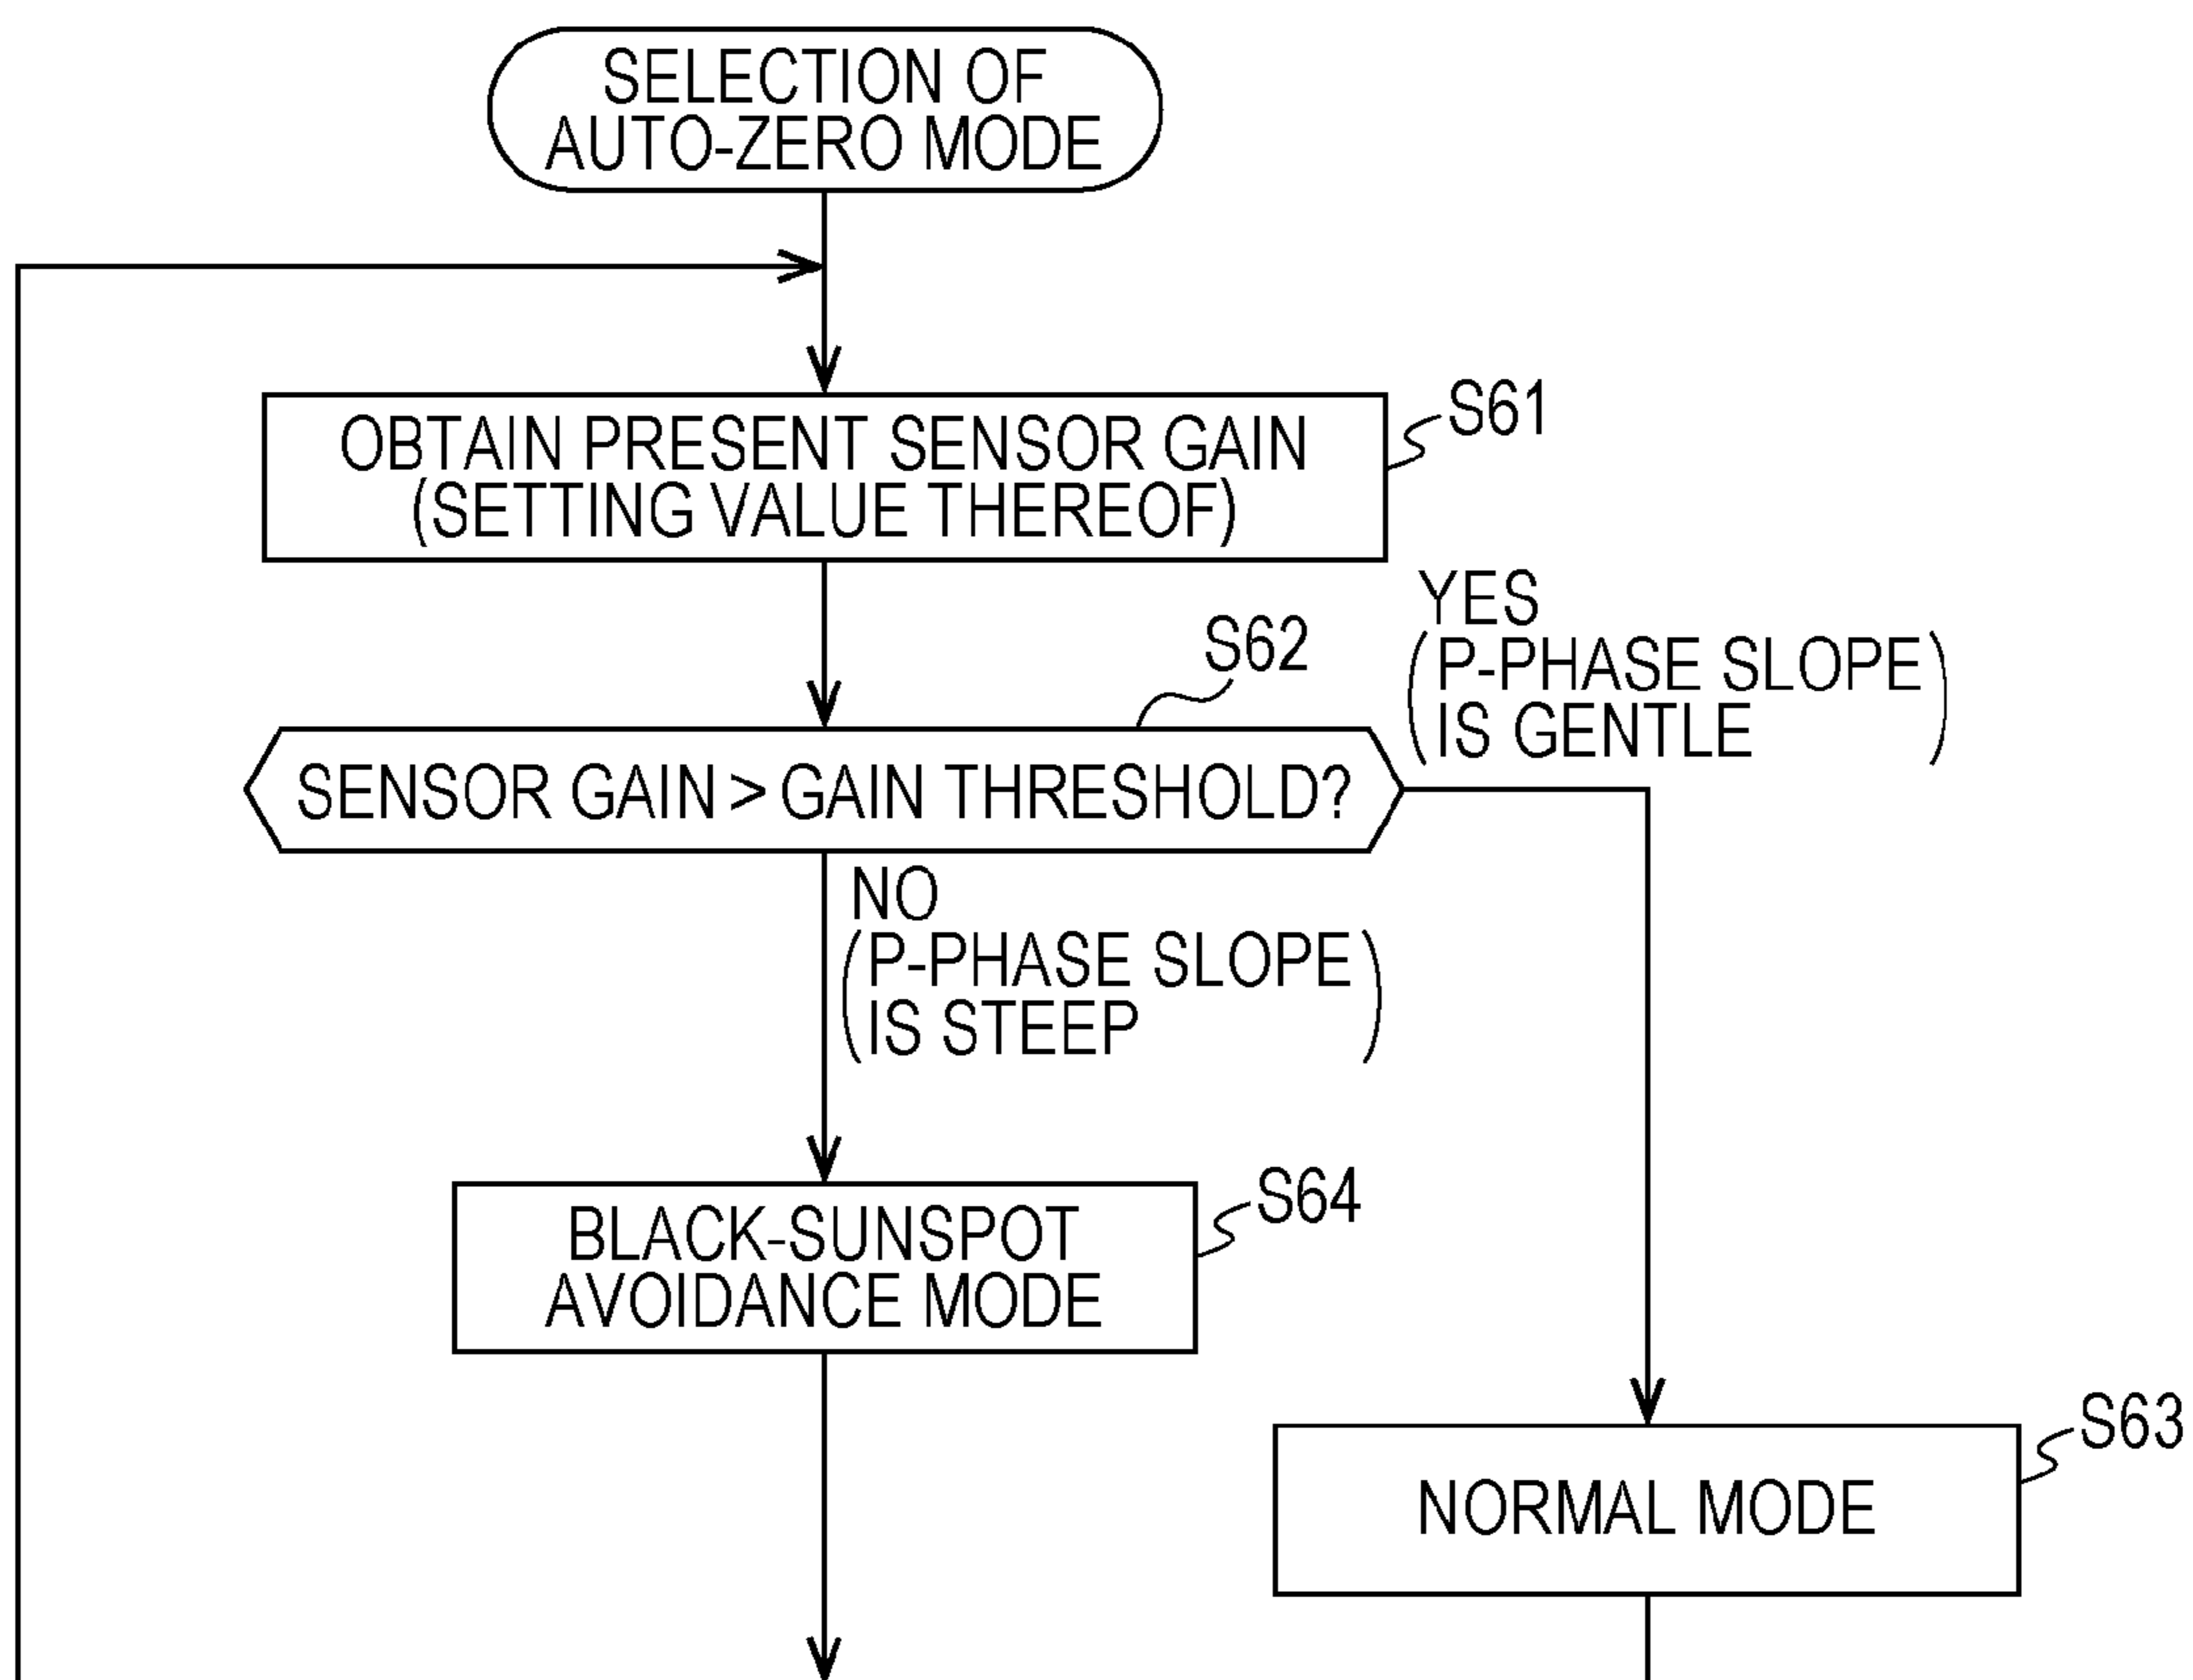 SELECTION OF
AUTO-ZERO MODE
OBTAIN PRESENT SENSOR GAIN
(SETTING VALUE THEREOF)
S61
S62
YES
(P-PHASE SLOPE
IS GENTLE)
SENSOR GAIN > GAIN THRESHOLD?
NO
(P-PHASE SLOPE
IS STEEP)
BLACK-SUNSPOT
AVOIDANCE MODE
S64
NORMAL MODE
S63